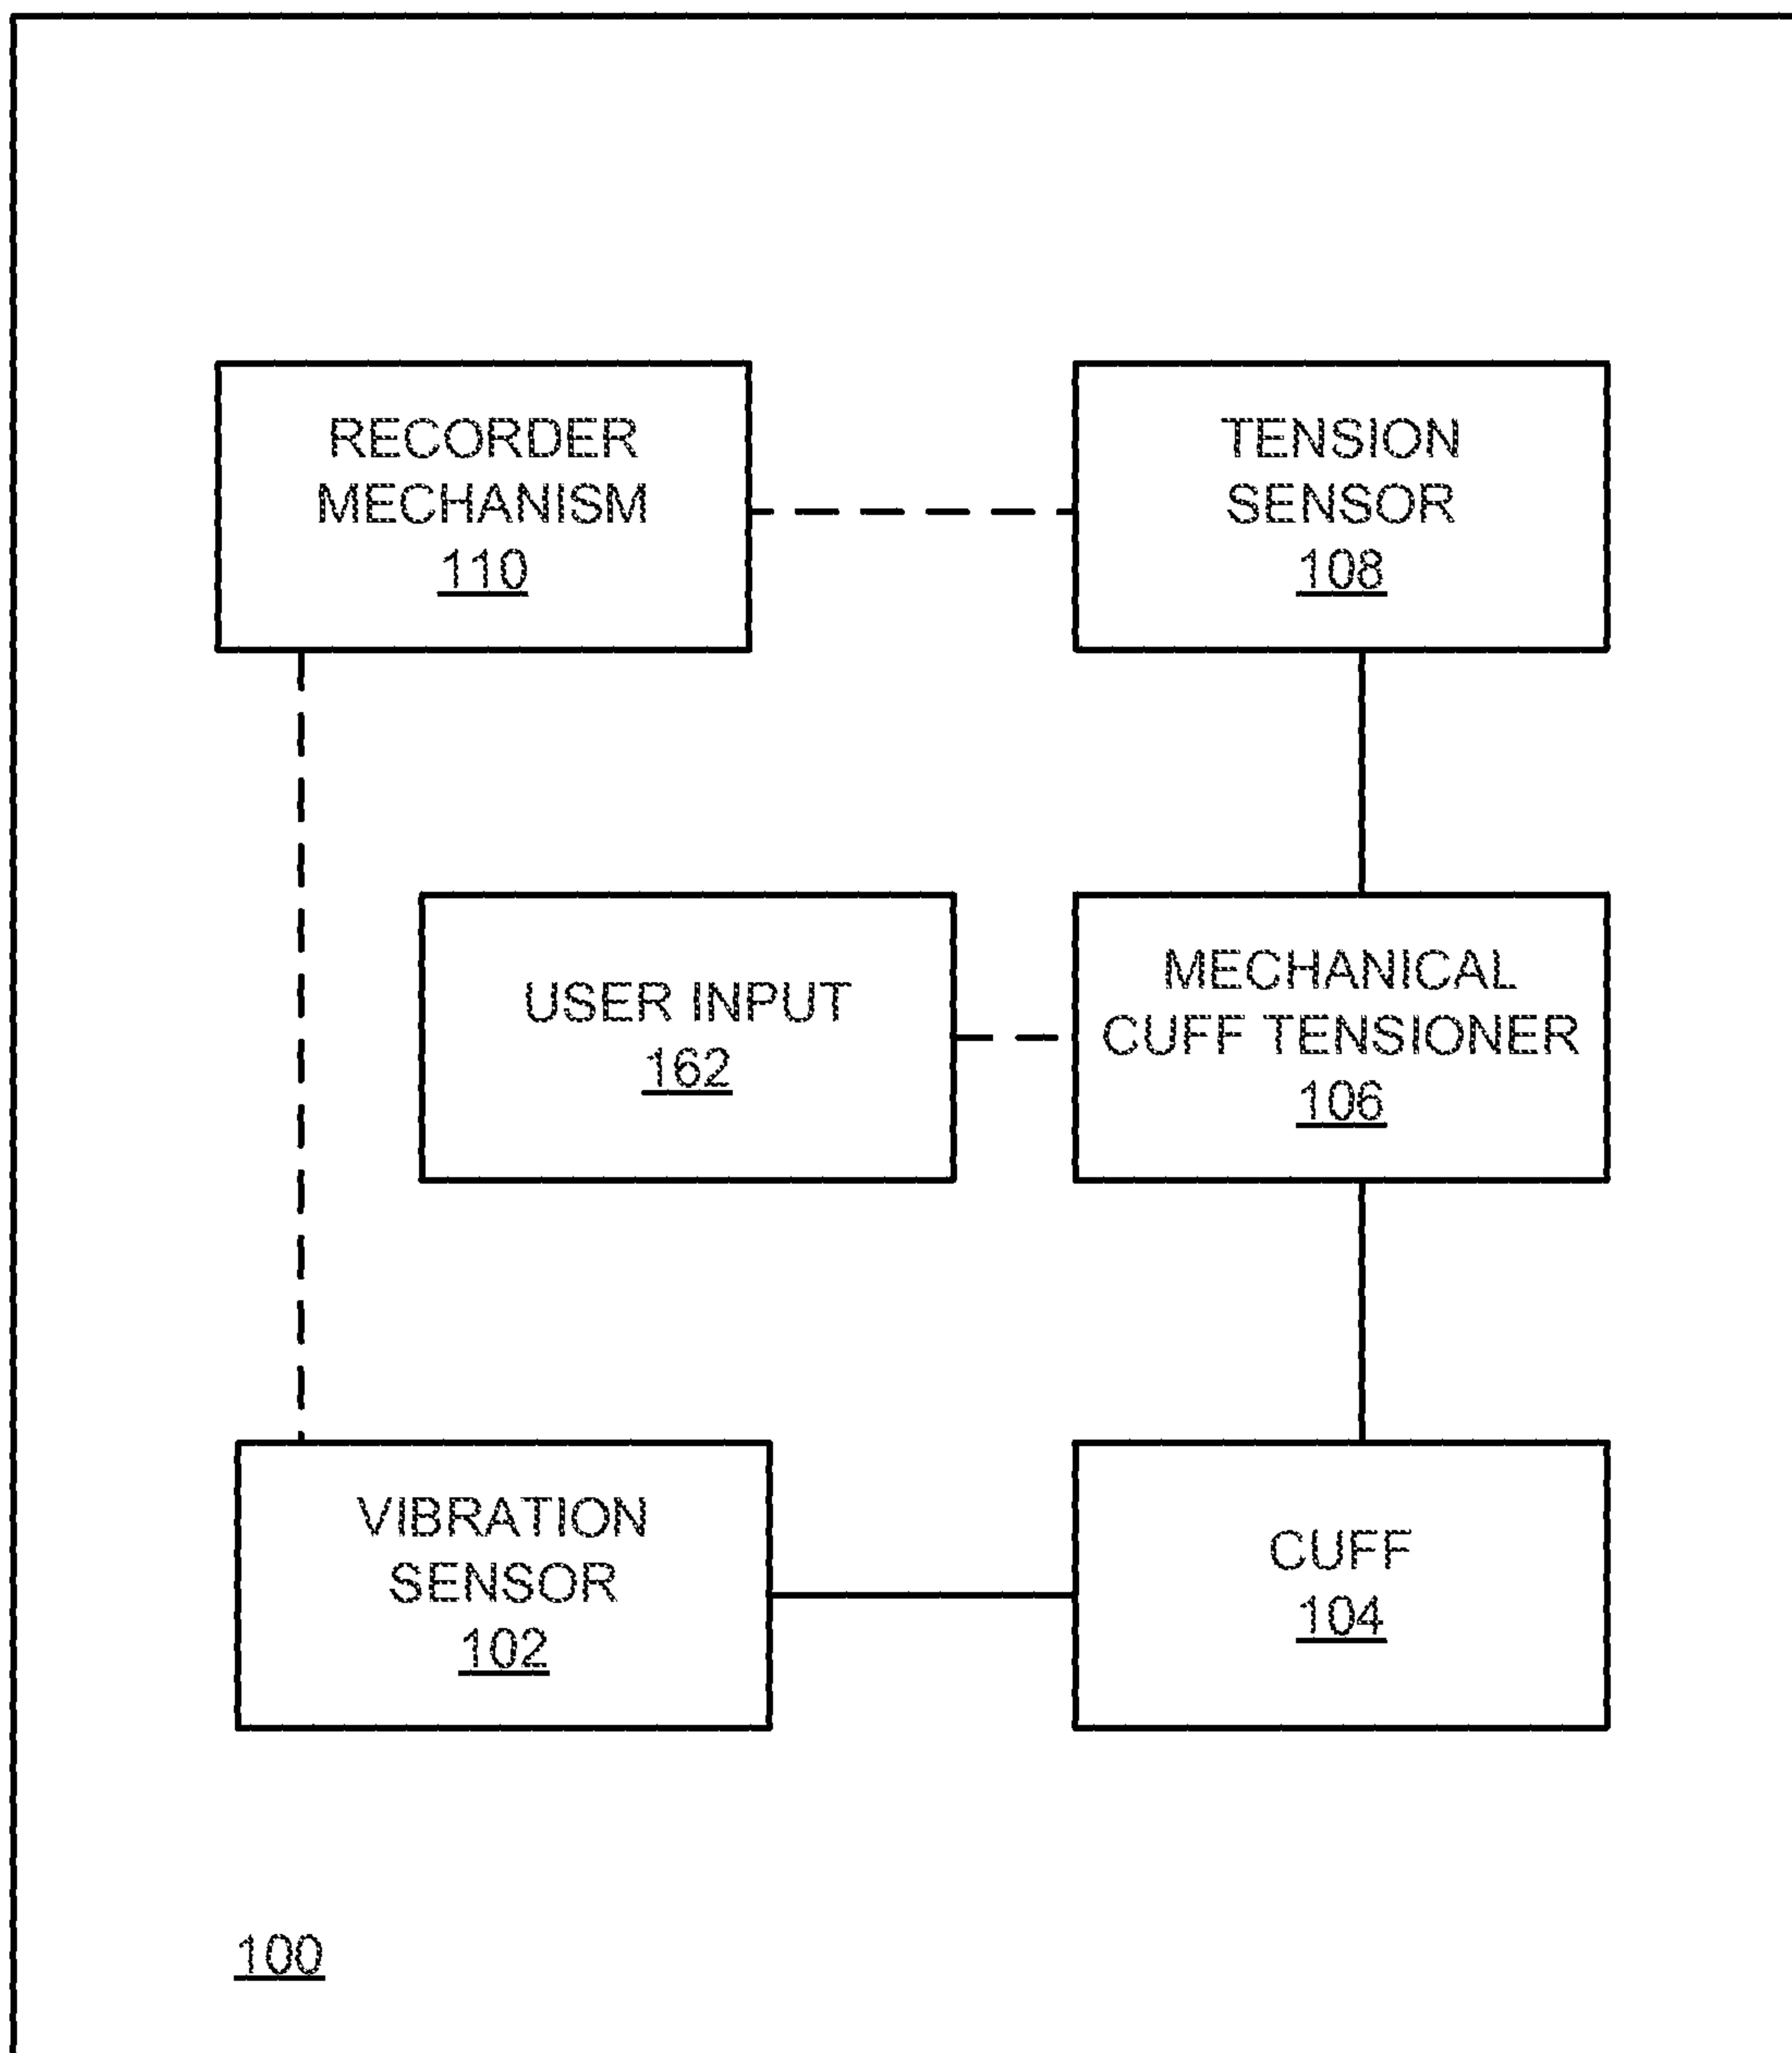 RECORDER
MECHANISM
110
TENSION
SENSOR
108
USER INPUT
162
MECHANICAL
CUFF TENSIONER
106
VIBRATION
SENSOR
102
CUFF
104
100